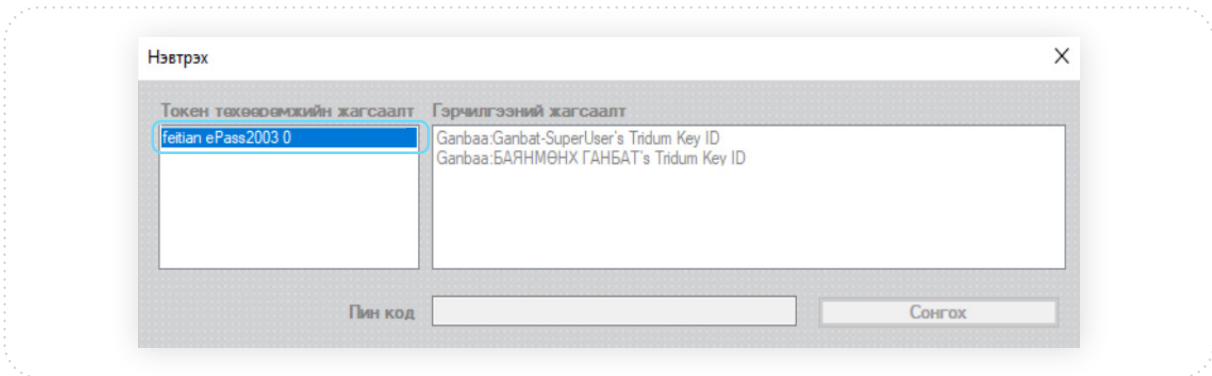 Нэвтрэх
Токен төхөөрөмжийн жагсаалт
Гэрчилгээний жагсаалт
feitian ePass2003 0
Ganbaa:Ganbat-SuperUser's Tridum Key ID
Ganbaa:БАЯНМӨНХ ГАНБАТ's Tridum Key ID
Пин код
Сонгох